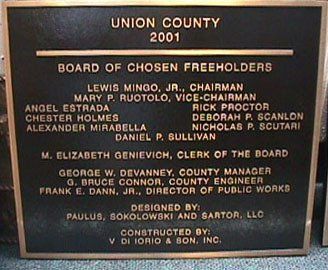 UNION COUNTY
2001
BOARD OF CHOSEN FREEHOLDERS
LEWIS MINGO, JR., CHAIRMAN
MARY P. RUOTOLO, VICE-CHAIRMAN
ANGEL ESTRADA RICK PROCTOR
CHESTER HOLMES DEBORAH P. SCANLON
ALEXANDER MIRABELLA NICHOLAS P. SCUTARI
DANIEL P. SULLIVAN
M. ELIZABETH GENIEVICH, CLERK OF THE BOARD
GEORGE W. DEVANNEY, COUNTY MANAGER
G. BRUCE CONNOR, COUNTY ENGINEER
FRANK E. DANN, JR., DIRECTOR OF PUBLIC WORKS
DESIGNED BY:
PAULUS, SOKOLOWSKI AND SARTOR, LLC
CONSTRUCTED BY:
V DI IORIO & SON, INC.